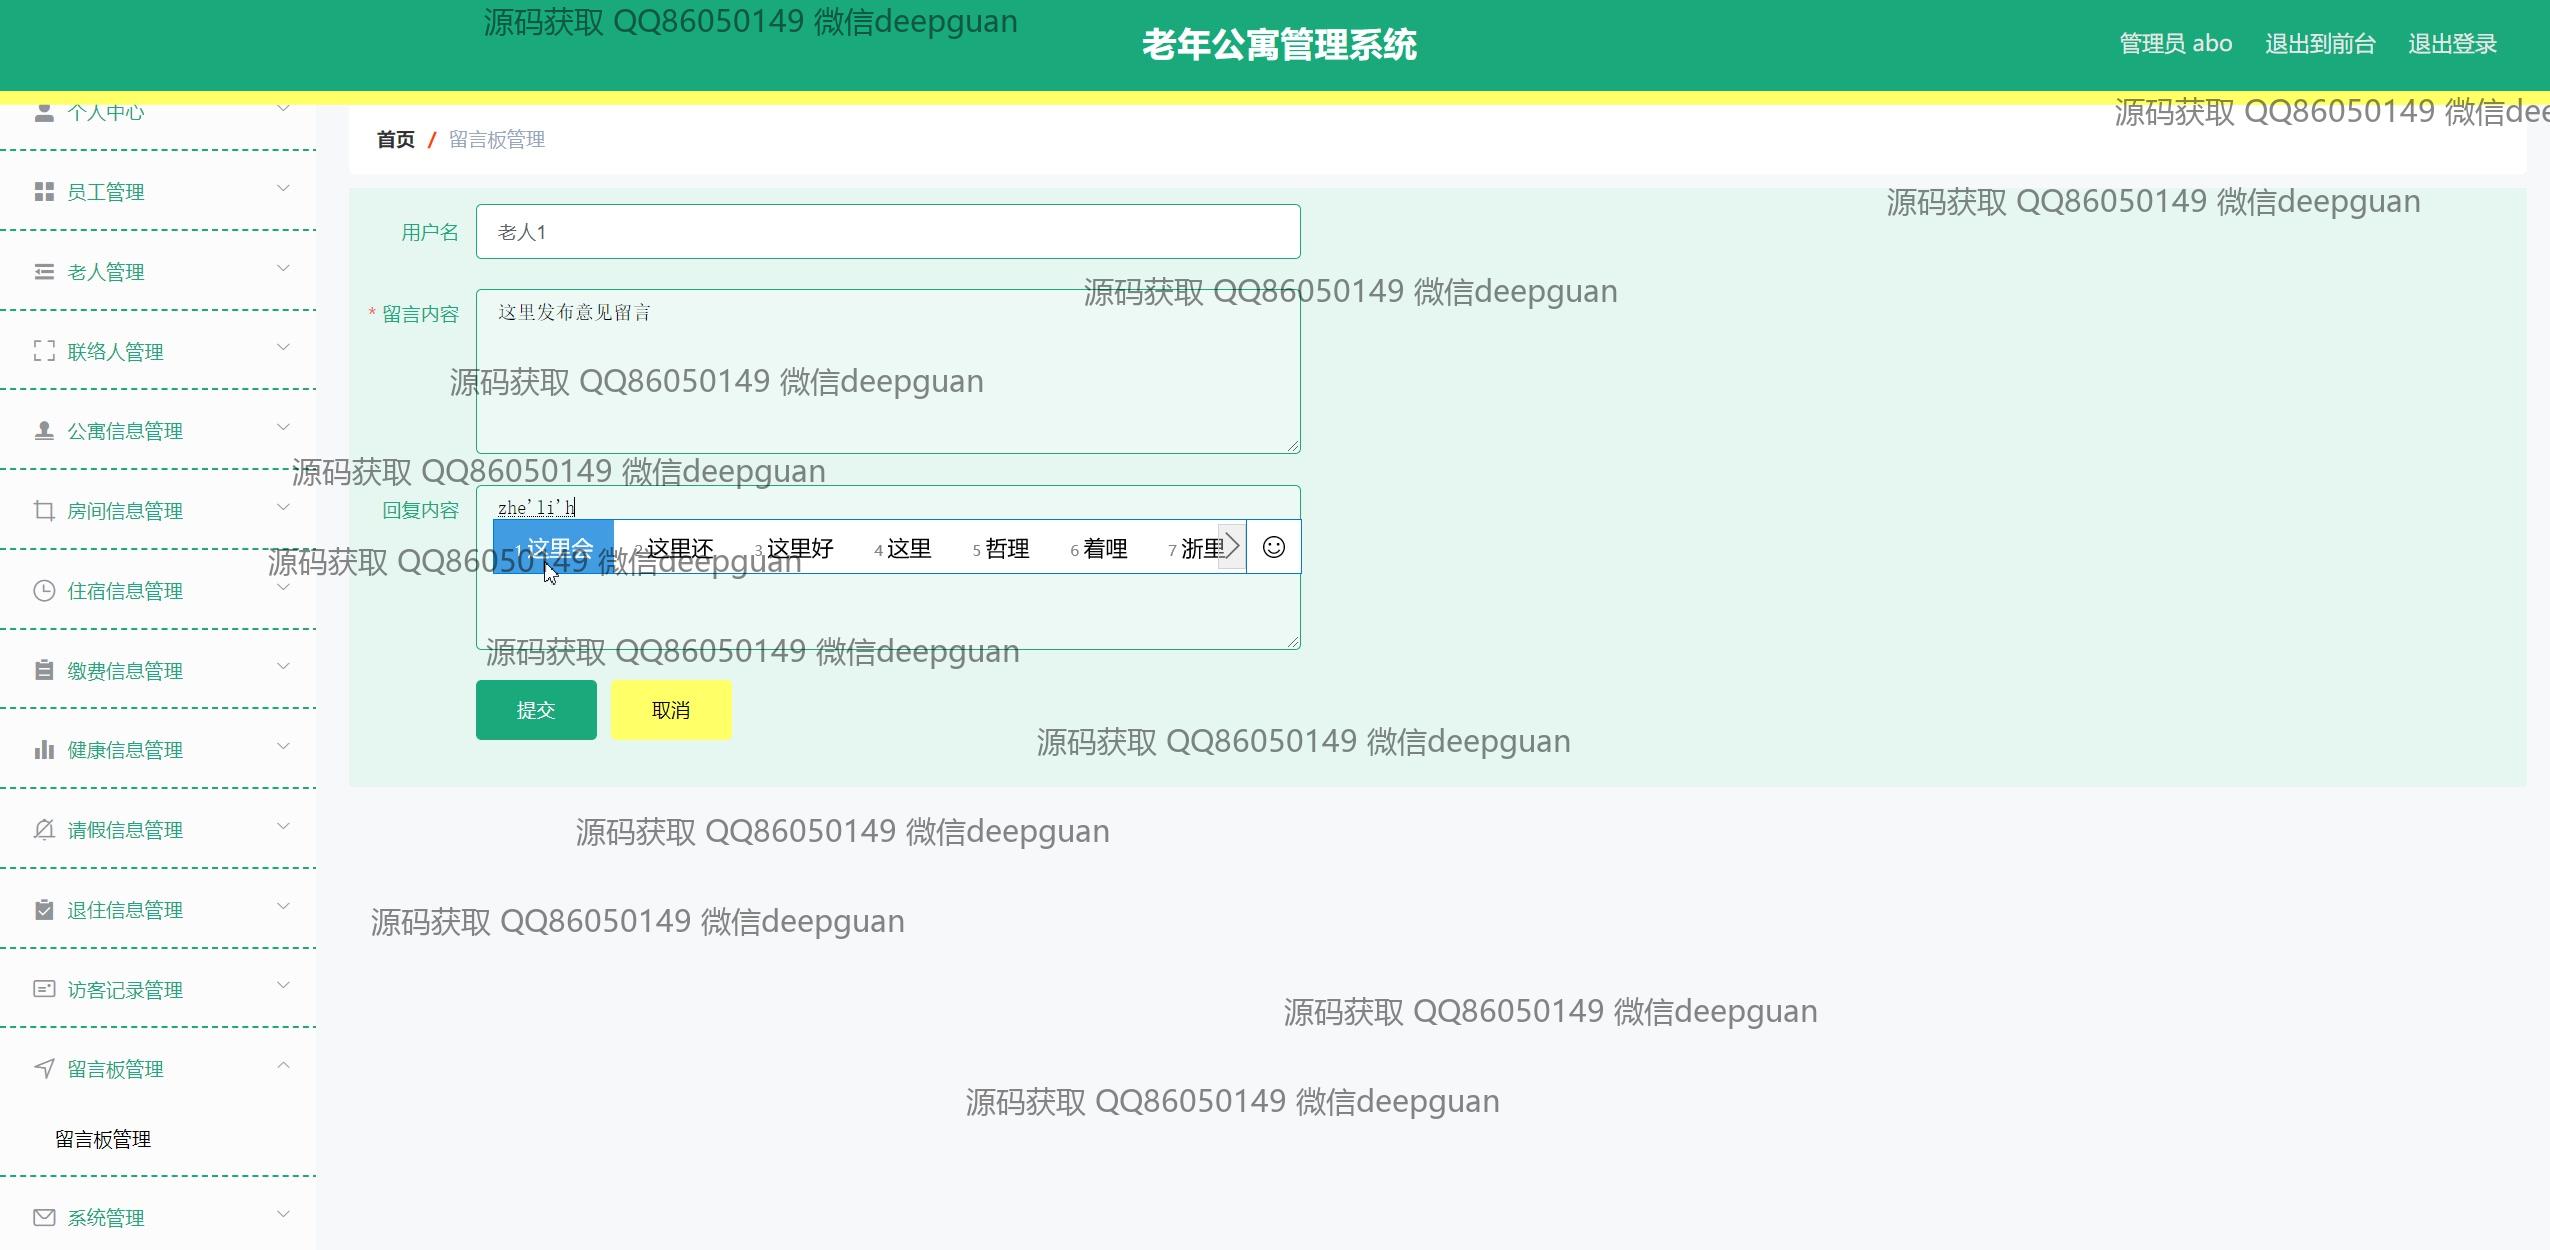 源码获取 QQ86050149 微信deepguan
老年公寓管理系统
管理员 abo 退出到前台 退出登录
个人中心
源码获取 QQ86050149 微信dee
首页 / 留言板管理
员工管理
源码获取 QQ86050149 微信deepguan
用户名 老人1
老人管理
源码获取 QQ86050149 微信deepguan
* 留言内容 这里发布意见留言
联络人管理
源码获取 QQ86050149 微信deepguan
公寓信息管理
源码获取 QQ86050149 微信deepguan
房间信息管理
回复内容 zhe'li'h
1 这里会 2 这里还 3 这里好 4 这里 5 哲理 6 着哩 7 浙里
源码获取 QQ86050149 微信deepguan
住宿信息管理
源码获取 QQ86050149 微信deepguan
缴费信息管理
提交 取消
健康信息管理
源码获取 QQ86050149 微信deepguan
请假信息管理
源码获取 QQ86050149 微信deepguan
退住信息管理
源码获取 QQ86050149 微信deepguan
访客记录管理
源码获取 QQ86050149 微信deepguan
留言板管理
源码获取 QQ86050149 微信deepguan
留言板管理
系统管理